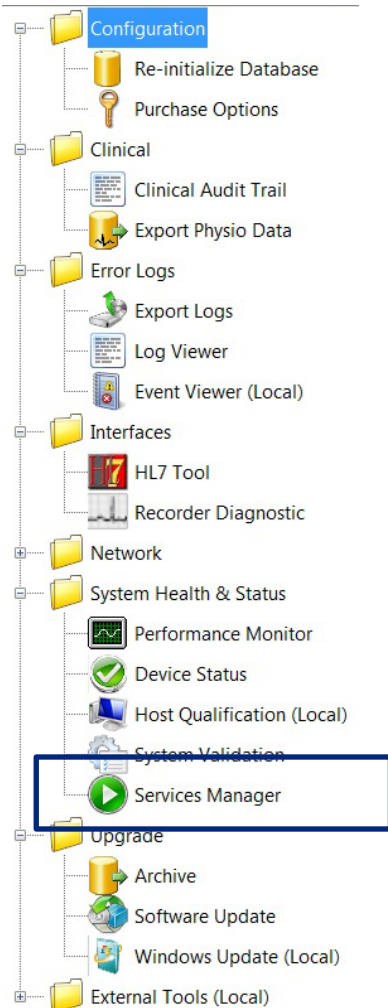 Configuration
Re-initialize Database
Purchase Options
Clinical
Clinical Audit Trail
Export Physio Data
Error Logs
Export Logs
Log Viewer
Event Viewer (Local)
Interfaces
HL7 Tool
Recorder Diagnostic
Network
System Health & Status
Performance Monitor
Device Status
Host Qualification (Local)
System Validation
Services Manager
Upgrade
Archive
Software Update
Windows Update (Local)
External Tools (Local)